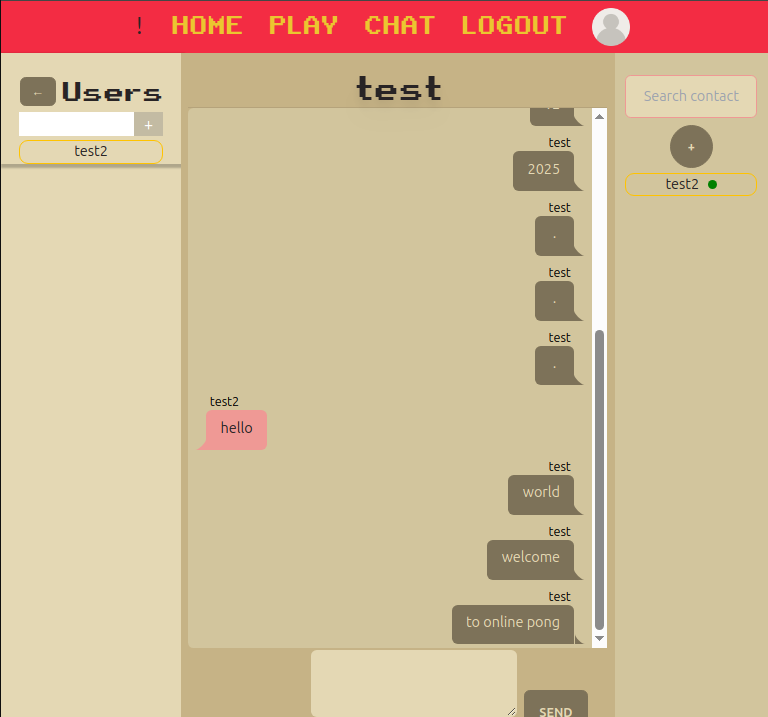 ! HOME PLAY CHAT LOGOUT
← Users
+
test2
test
test
2025
test
.
test
.
test
.
test2
hello
test
world
test
welcome
test
to online pong
SEND
Search contact
+
test2